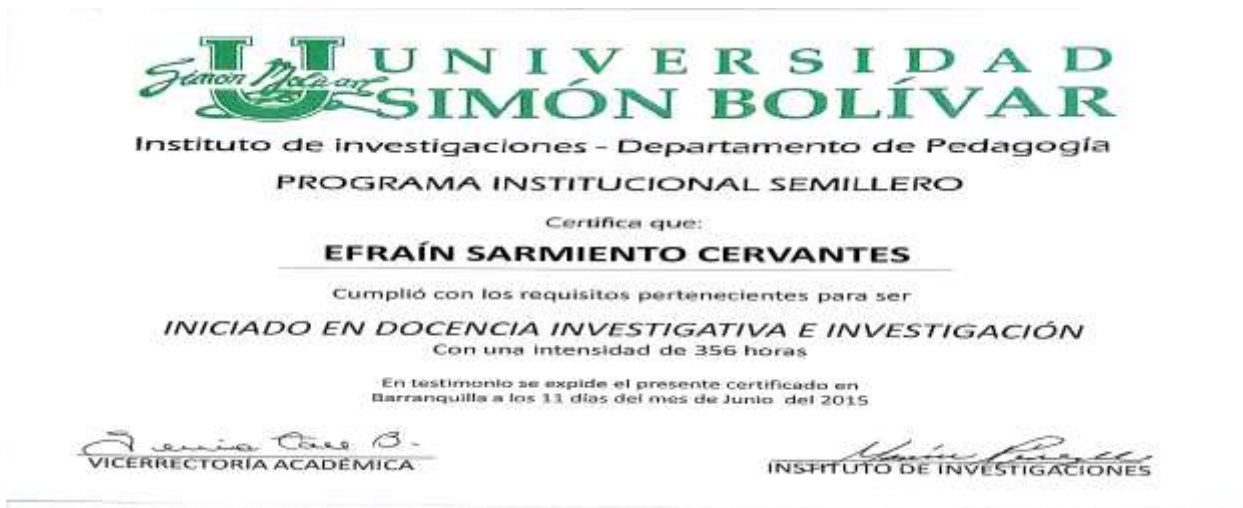 Simón Bolívar
UNIVERSIDAD
SIMÓN BOLÍVAR
Instituto de investigaciones - Departamento de Pedagogía
PROGRAMA INSTITUCIONAL SEMILLERO
Certifica que:
EFRAÍN SARMIENTO CERVANTES
Cumplió con los requisitos pertenecientes para ser
INICIADO EN DOCENCIA INVESTIGATIVA E INVESTIGACIÓN
Con una intensidad de 356 horas
En testimonio se expide el presente certificado en
Barranquilla a los 11 días del mes de Junio del 2015
VICERRECTORÍA ACADÉMICA
INSTITUTO DE INVESTIGACIONES